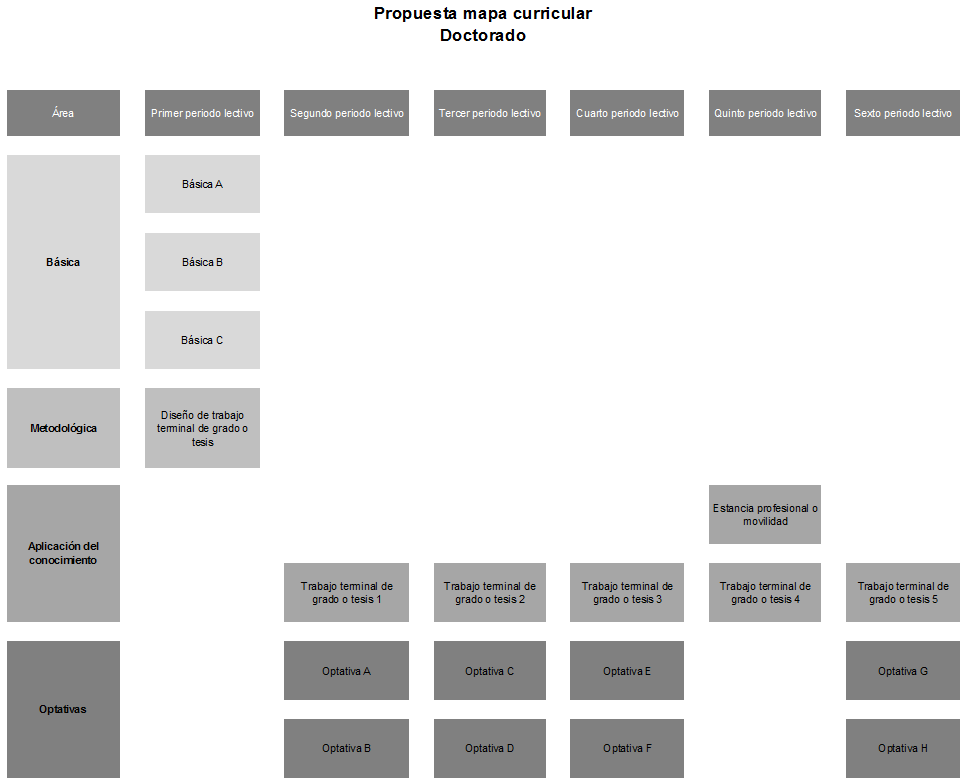 Propuesta mapa curricular
Doctorado
Área
Primer periodo lectivo
Segundo periodo lectivo
Tercer periodo lectivo
Cuarto periodo lectivo
Quinto periodo lectivo
Sexto periodo lectivo
Básica
Básica A
Básica B
Básica C
Metodológica
Diseño de trabajo
terminal de grado o
tesis
Aplicación del
conocimiento
Estancia profesional o
movilidad
Trabajo terminal de
grado o tesis 1
Trabajo terminal de
grado o tesis 2
Trabajo terminal de
grado o tesis 3
Trabajo terminal de
grado o tesis 4
Trabajo terminal de
grado o tesis 5
Optativas
Optativa A
Optativa C
Optativa E
Optativa G
Optativa B
Optativa D
Optativa F
Optativa H